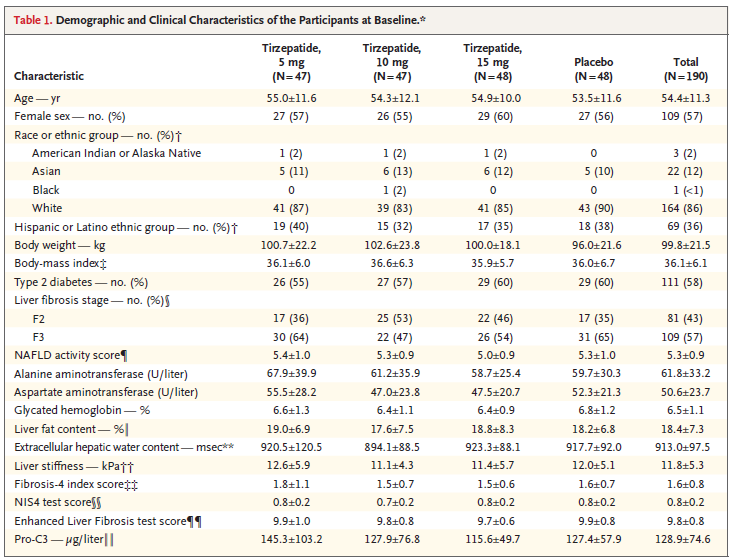 Table 1. Demographic and Clinical Characteristics of the Participants at Baseline.*
Characteristic Tirzepatide, 5 mg (N=47) Tirzepatide, 10 mg (N=47) Tirzepatide, 15 mg (N=48) Placebo (N=48) Total (N=190)
Age — yr 55.0±11.6 54.3±12.1 54.9±10.0 53.5±11.6 54.4±11.3
Female sex — no. (%) 27 (57) 26 (55) 29 (60) 27 (56) 109 (57)
Race or ethnic group — no. (%)†
American Indian or Alaska Native 1 (2) 1 (2) 1 (2) 0 3 (2)
Asian 5 (11) 6 (13) 6 (12) 5 (10) 22 (12)
Black 0 1 (2) 0 0 1 (<1)
White 41 (87) 39 (83) 41 (85) 43 (90) 164 (86)
Hispanic or Latino ethnic group — no. (%)† 19 (40) 15 (32) 17 (35) 18 (38) 69 (36)
Body weight — kg 100.7±22.2 102.6±23.8 100.0±18.1 96.0±21.6 99.8±21.5
Body-mass index‡ 36.1±6.0 36.6±6.3 35.9±5.7 36.0±6.7 36.1±6.1
Type 2 diabetes — no. (%) 26 (55) 27 (57) 29 (60) 29 (60) 111 (58)
Liver fibrosis stage — no. (%)§
F2 17 (36) 25 (53) 22 (46) 17 (35) 81 (43)
F3 30 (64) 22 (47) 26 (54) 31 (65) 109 (57)
NAFLD activity score¶ 5.4±1.0 5.3±0.9 5.0±0.9 5.3±1.0 5.3±0.9
Alanine aminotransferase (U/liter) 67.9±39.9 61.2±35.9 58.7±25.4 59.7±30.3 61.8±33.2
Aspartate aminotransferase (U/liter) 55.5±28.2 47.0±23.8 47.5±20.7 52.3±21.3 50.6±23.7
Glycated hemoglobin — % 6.6±1.3 6.4±1.1 6.4±0.9 6.8±1.2 6.5±1.1
Liver fat content — %‖ 19.0±6.9 17.6±7.5 18.8±8.3 18.2±6.8 18.4±7.3
Extracellular hepatic water content — msec** 920.5±120.5 894.1±88.5 923.3±88.1 917.7±92.0 913.0±97.5
Liver stiffness — kPa†† 12.6±5.9 11.1±4.3 11.4±5.7 12.0±5.1 11.8±5.3
Fibrosis-4 index score‡‡ 1.8±1.1 1.5±0.7 1.5±0.6 1.6±0.7 1.6±0.8
NIS4 test score§§ 0.8±0.2 0.7±0.2 0.8±0.2 0.8±0.2 0.8±0.2
Enhanced Liver Fibrosis test score¶¶ 9.9±1.0 9.8±0.8 9.7±0.6 9.9±0.8 9.8±0.8
Pro-C3 — μg/liter‖‖ 145.3±103.2 127.9±76.8 115.6±49.7 127.4±57.9 128.9±74.6